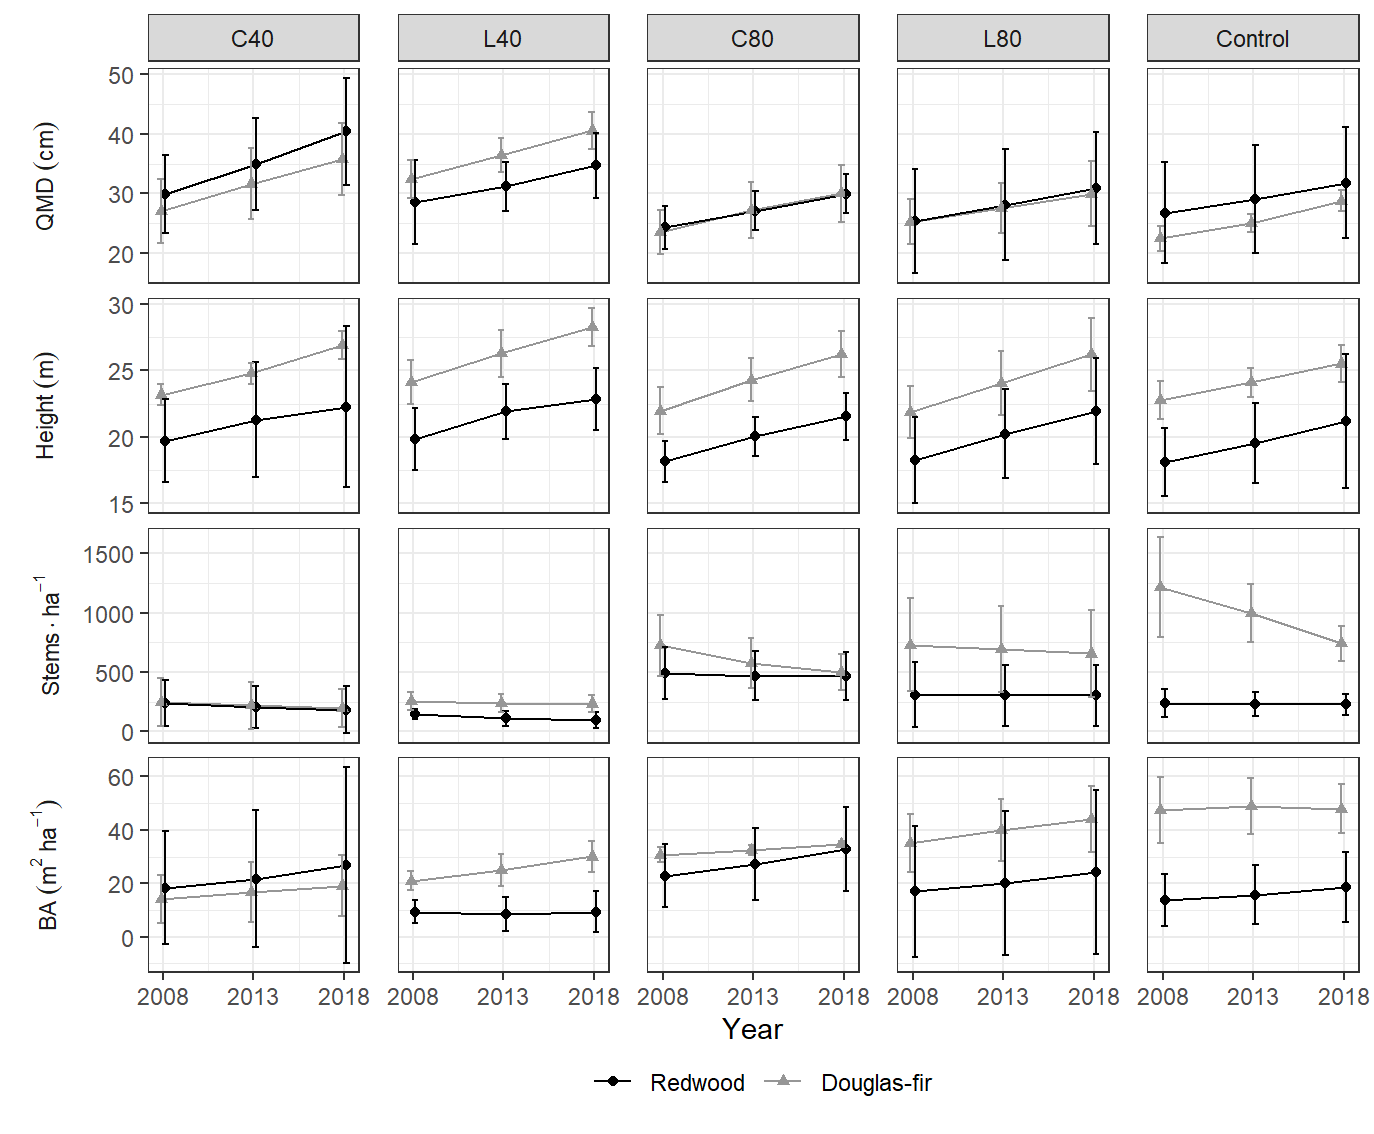 C40 L40 C80 L80 Control
QMD (cm)
50
40
30
20
Height (m)
30
25
20
15
Stems · ha⁻¹
1500
1000
500
0
BA (m² ha⁻¹)
60
40
20
0
2008 2013 2018 2008 2013 2018 2008 2013 2018 2008 2013 2018 2008 2013 2018
Year
Redwood Douglas-fir